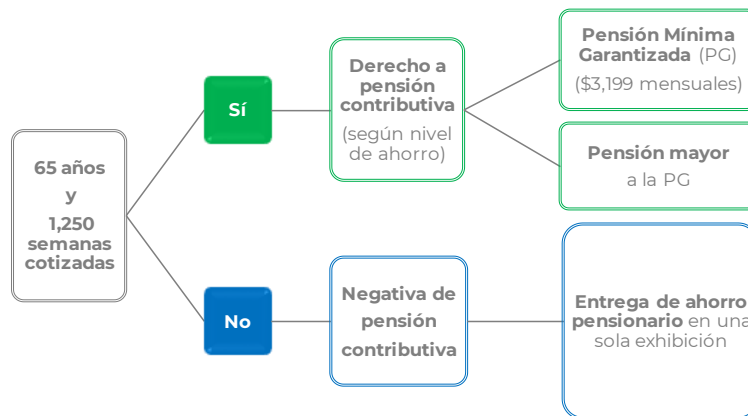 65 años
y
1,250
semanas
cotizadas
Sí
Derecho a
pensión
contributiva
(según nivel
de ahorro)
Pensión Mínima
Garantizada (PG)
($3,199 mensuales)
Pensión mayor
a la PG
No
Negativa de
pensión
contributiva
Entrega de ahorro
pensionario en una
sola exhibición